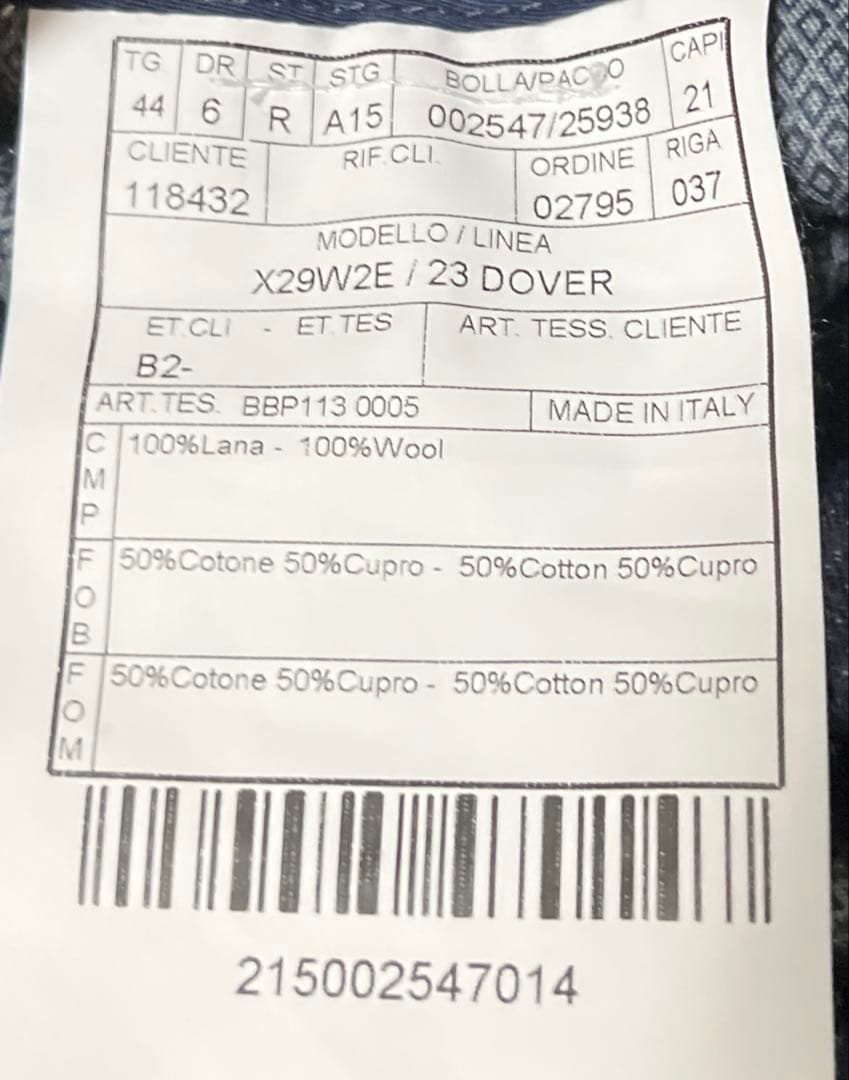 TG DR ST STG BOLLA/PACCO CAPI
44 6 R A15 002547/25938 21
CLIENTE RIF.CLI. ORDINE RIGA
118432 02795 037
MODELLO / LINEA
X29W2E / 23 DOVER
ET.CLI - ET.TES ART. TESS. CLIENTE
B2-
ART.TES. BBP113 0005 MADE IN ITALY
CMP 100%Lana - 100%Wool
FOB 50%Cotone 50%Cupro - 50%Cotton 50%Cupro
FOM 50%Cotone 50%Cupro - 50%Cotton 50%Cupro
215002547014